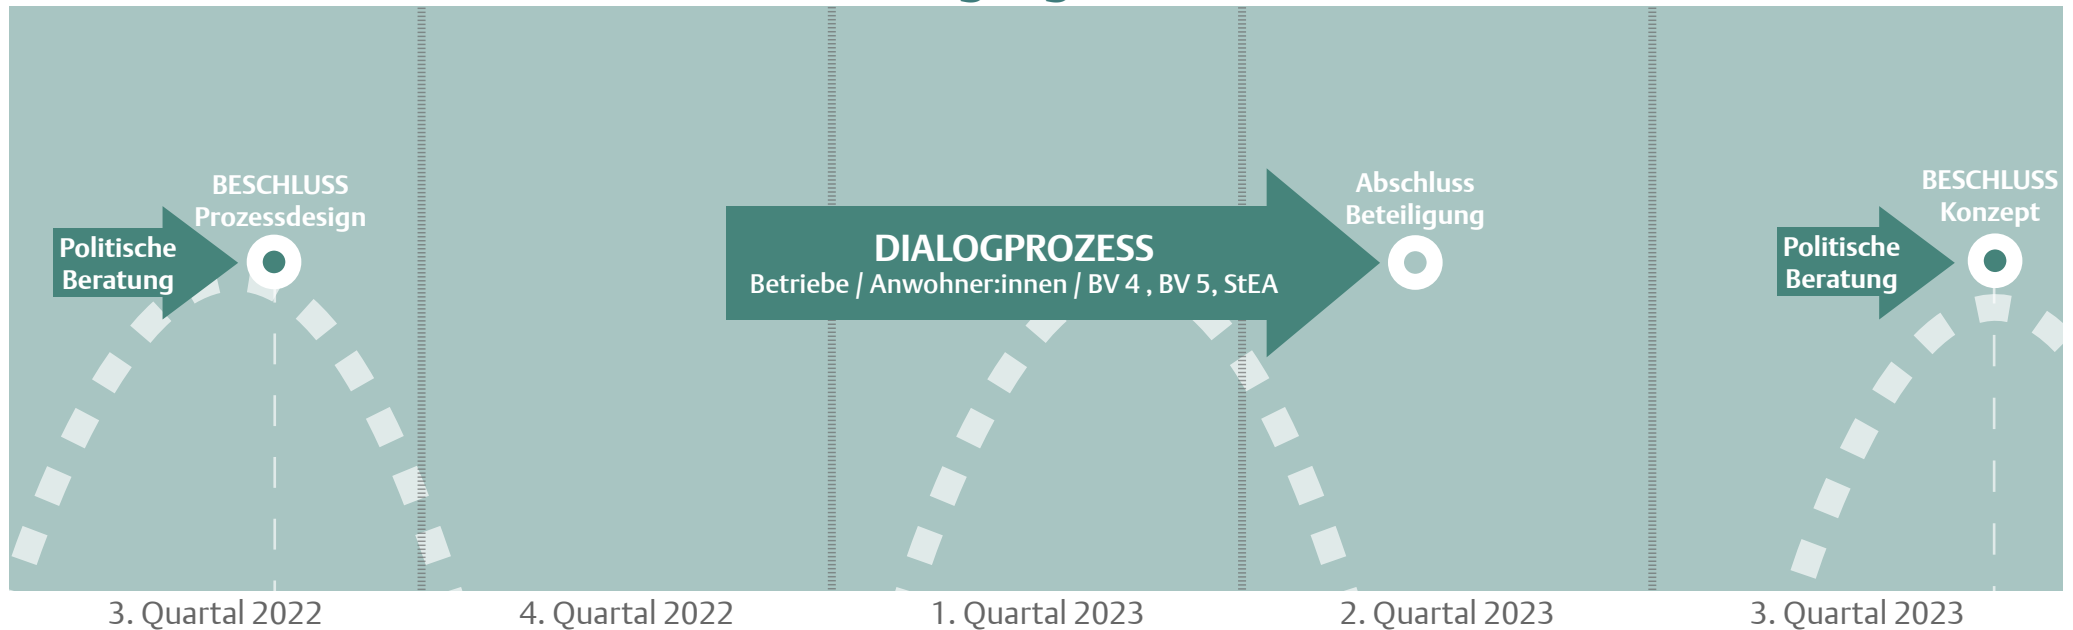 BESCHLUSS
Prozessdesign
Politische
Beratung
DIALOGPROZESS
Betriebe / Anwohner:innen / BV 4 , BV 5, StEA
Abschluss
Beteiligung
BESCHLUSS
Konzept
Politische
Beratung
3. Quartal 2022
4. Quartal 2022
1. Quartal 2023
2. Quartal 2023
3. Quartal 2023